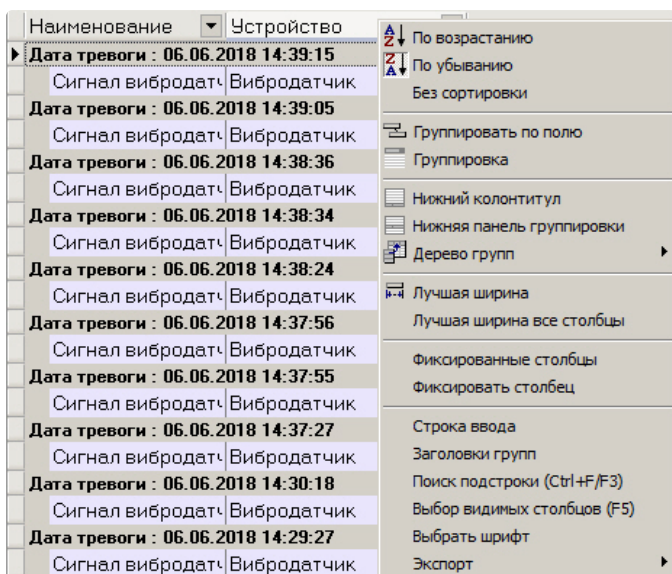 Наименование Устройство
Дата тревоги : 06.06.2018 14:39:15
Сигнал вибродатч Вибродатчик
Дата тревоги : 06.06.2018 14:39:05
Сигнал вибродатч Вибродатчик
Дата тревоги : 06.06.2018 14:38:36
Сигнал вибродатч Вибродатчик
Дата тревоги : 06.06.2018 14:38:34
Сигнал вибродатч Вибродатчик
Дата тревоги : 06.06.2018 14:38:24
Сигнал вибродатч Вибродатчик
Дата тревоги : 06.06.2018 14:37:56
Сигнал вибродатч Вибродатчик
Дата тревоги : 06.06.2018 14:37:55
Сигнал вибродатч Вибродатчик
Дата тревоги : 06.06.2018 14:37:27
Сигнал вибродатч Вибродатчик
Дата тревоги : 06.06.2018 14:30:18
Сигнал вибродатч Вибродатчик
Дата тревоги : 06.06.2018 14:29:27
Сигнал вибродатч Вибродатчик
По возрастанию
По убыванию
Без сортировки
Группировать по полю
Группировка
Нижний колонтитул
Нижняя панель группировки
Дерево групп
Лучшая ширина
Лучшая ширина все столбцы
Фиксированные столбцы
Фиксировать столбец
Строка ввода
Заголовки групп
Поиск подстроки (Ctrl+F/F3)
Выбор видимых столбцов (F5)
Выбрать шрифт
Экспорт